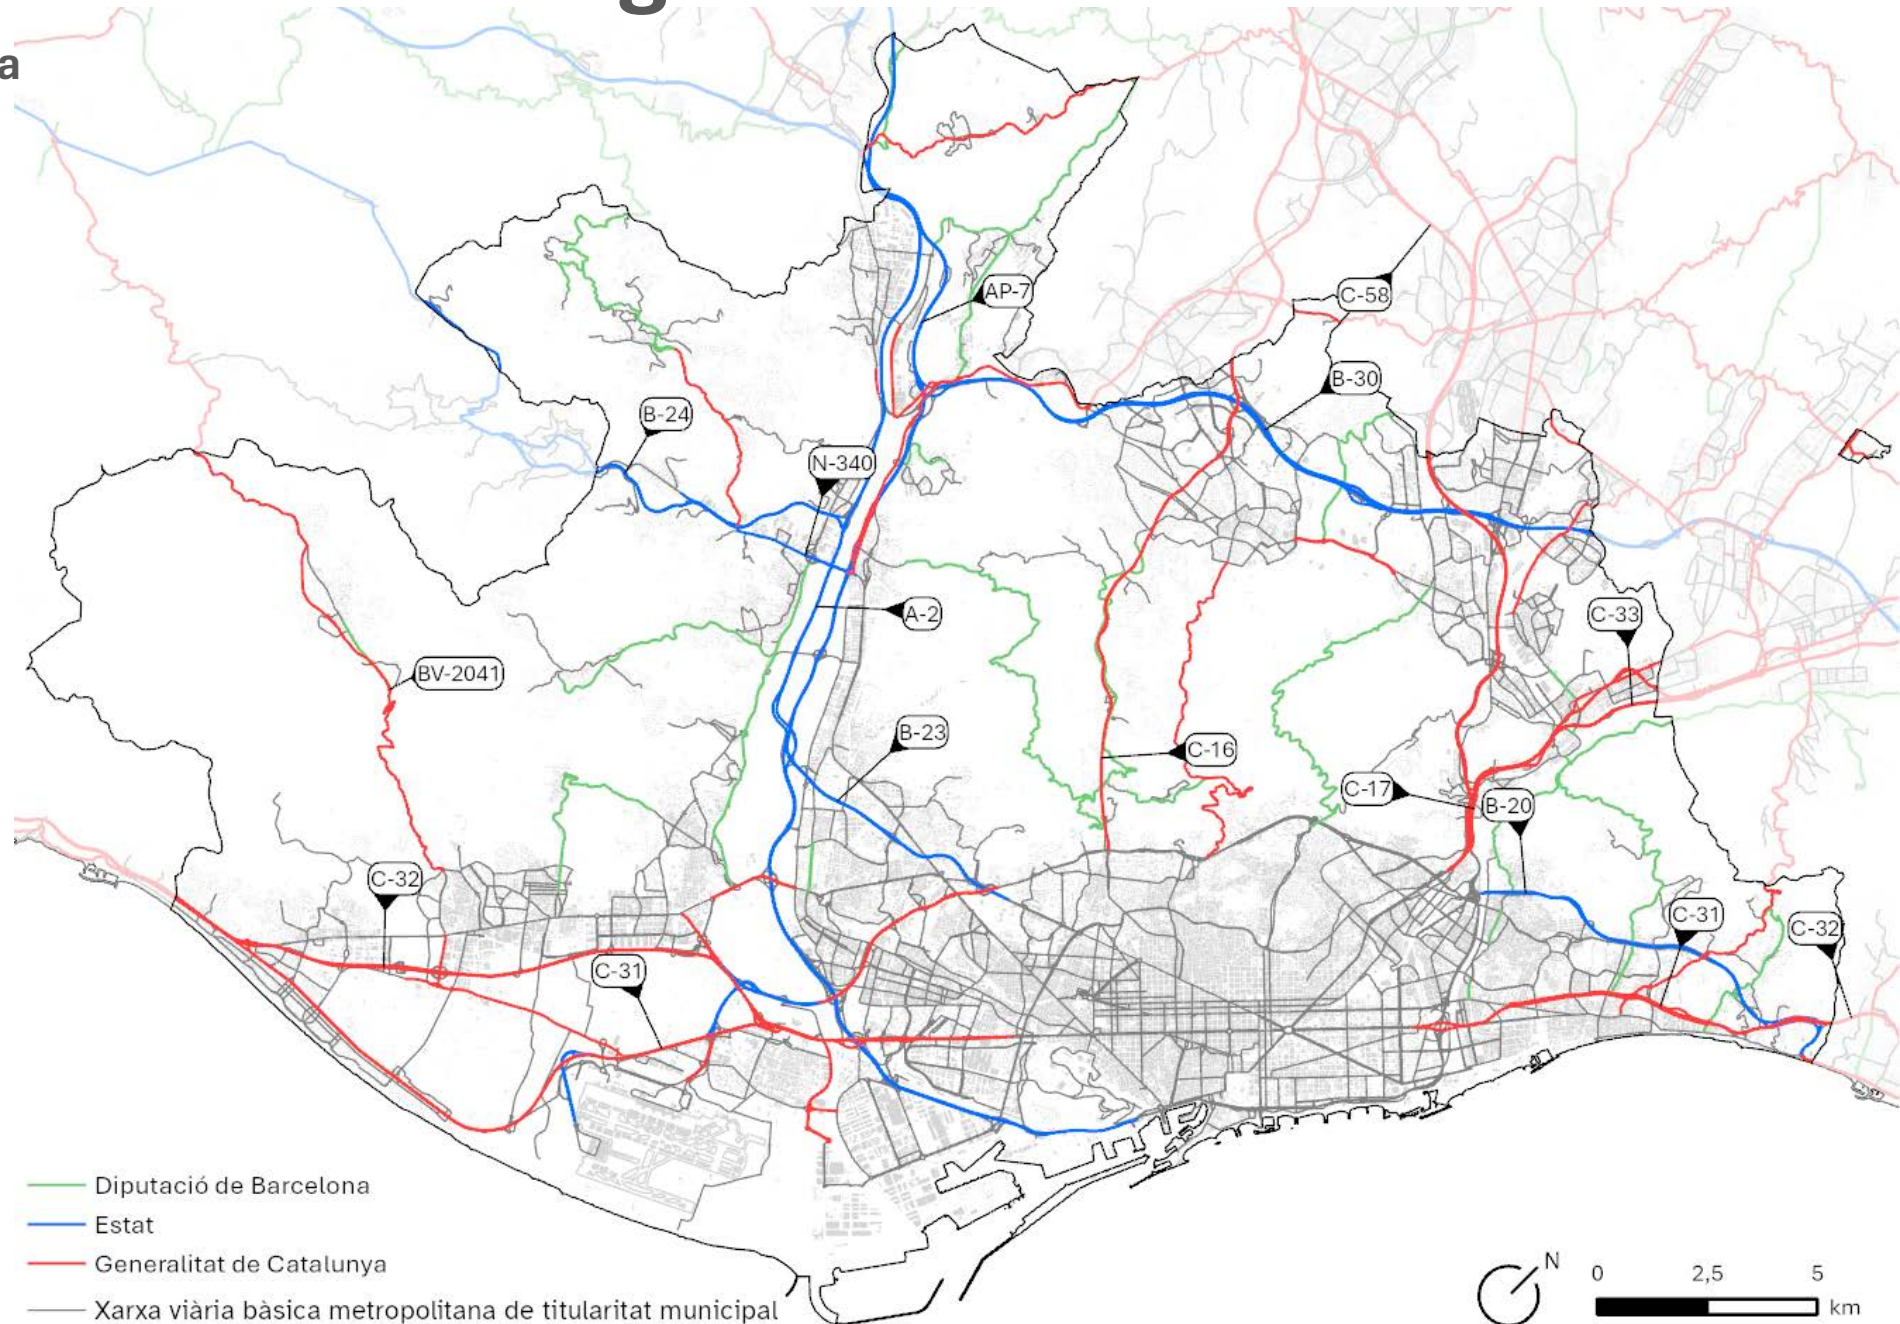 a
AP-7
C-58
B-30
B-24
N-340
A-2
C-33
BV-2041
B-23
C-16
C-17
B-20
C-32
C-31
C-31
C-32
Diputació de Barcelona
Estat
Generalitat de Catalunya
Xarxa viària bàsica metropolitana de titularitat municipal
N
0 2,5 5
km